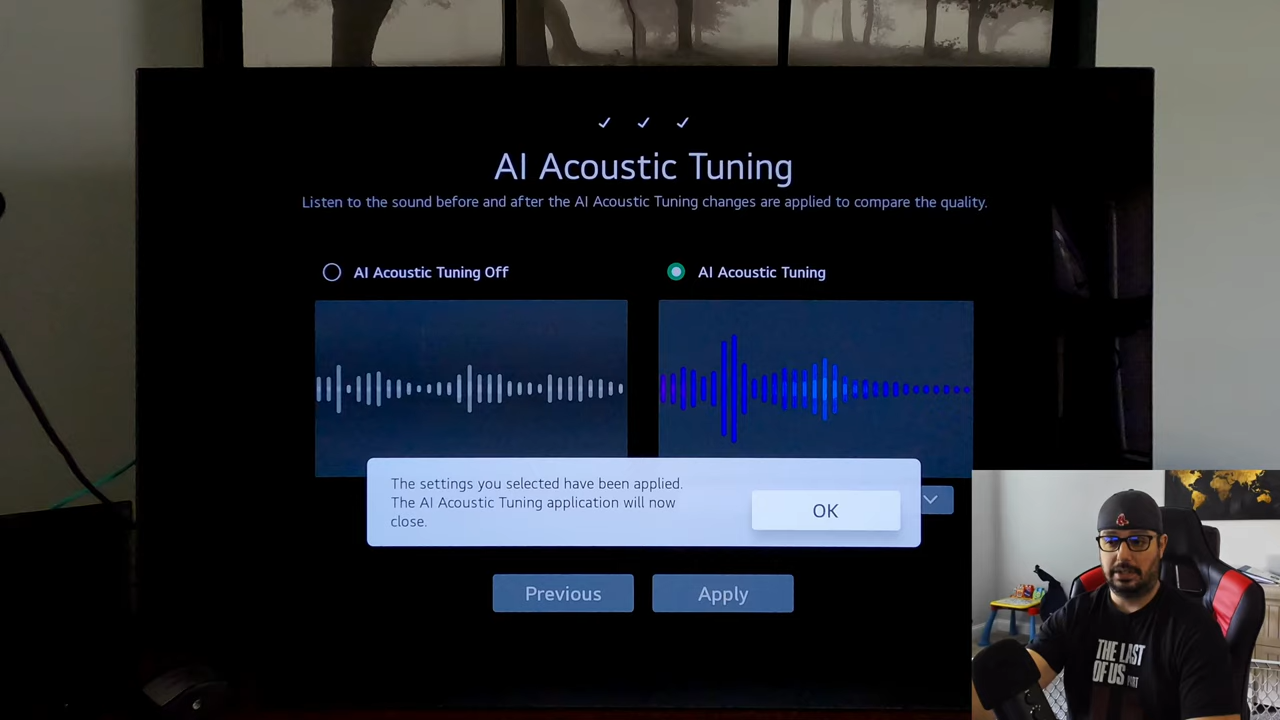 AI Acoustic Tuning
Listen to the sound before and after the AI Acoustic Tuning changes are applied to compare the quality.
AI Acoustic Tuning Off
AI Acoustic Tuning
The settings you selected have been applied.
The AI Acoustic Tuning application will now
close.
OK
Previous
Apply
THE LAST
OF US